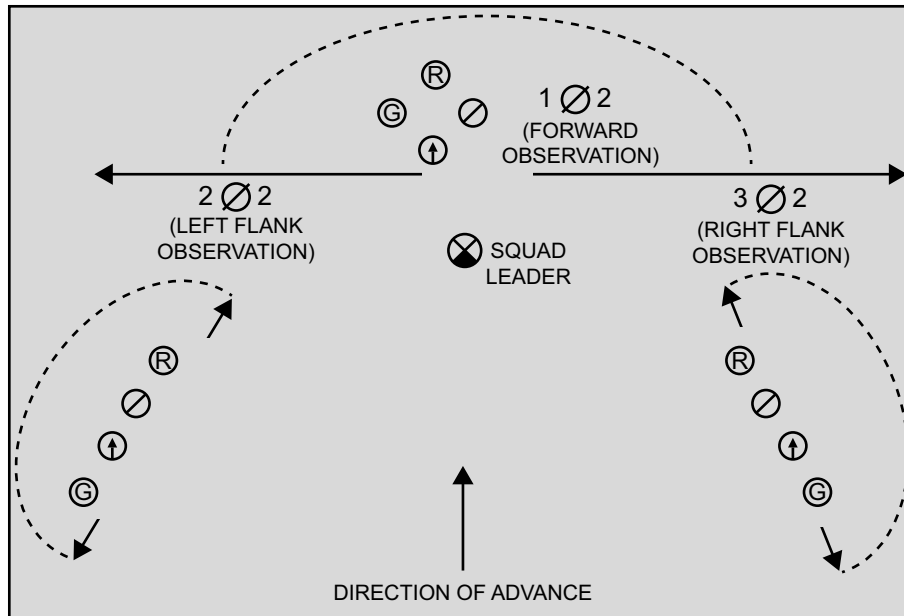 R
G
1 2
(FORWARD
OBSERVATION)
2 2
(LEFT FLANK
OBSERVATION)
3 2
(RIGHT FLANK
OBSERVATION)
SQUAD
LEADER
R
R
G
G
DIRECTION OF ADVANCE